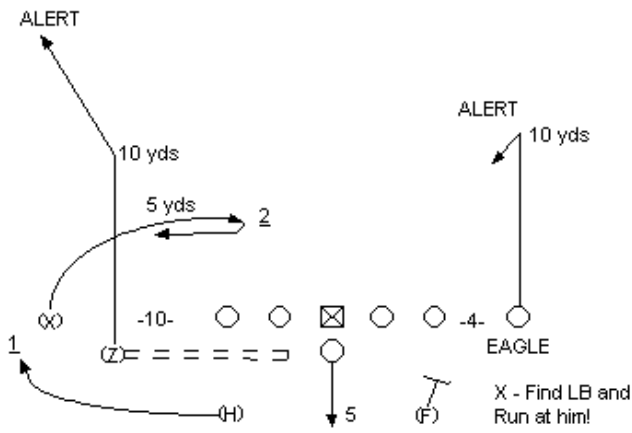 ALERT
ALERT
10 yds
10 yds
5 yds
2
(X)
-10-
-4-
1
(Z)
EAGLE
(H)
5
(F)
X - Find LB and
Run at him!